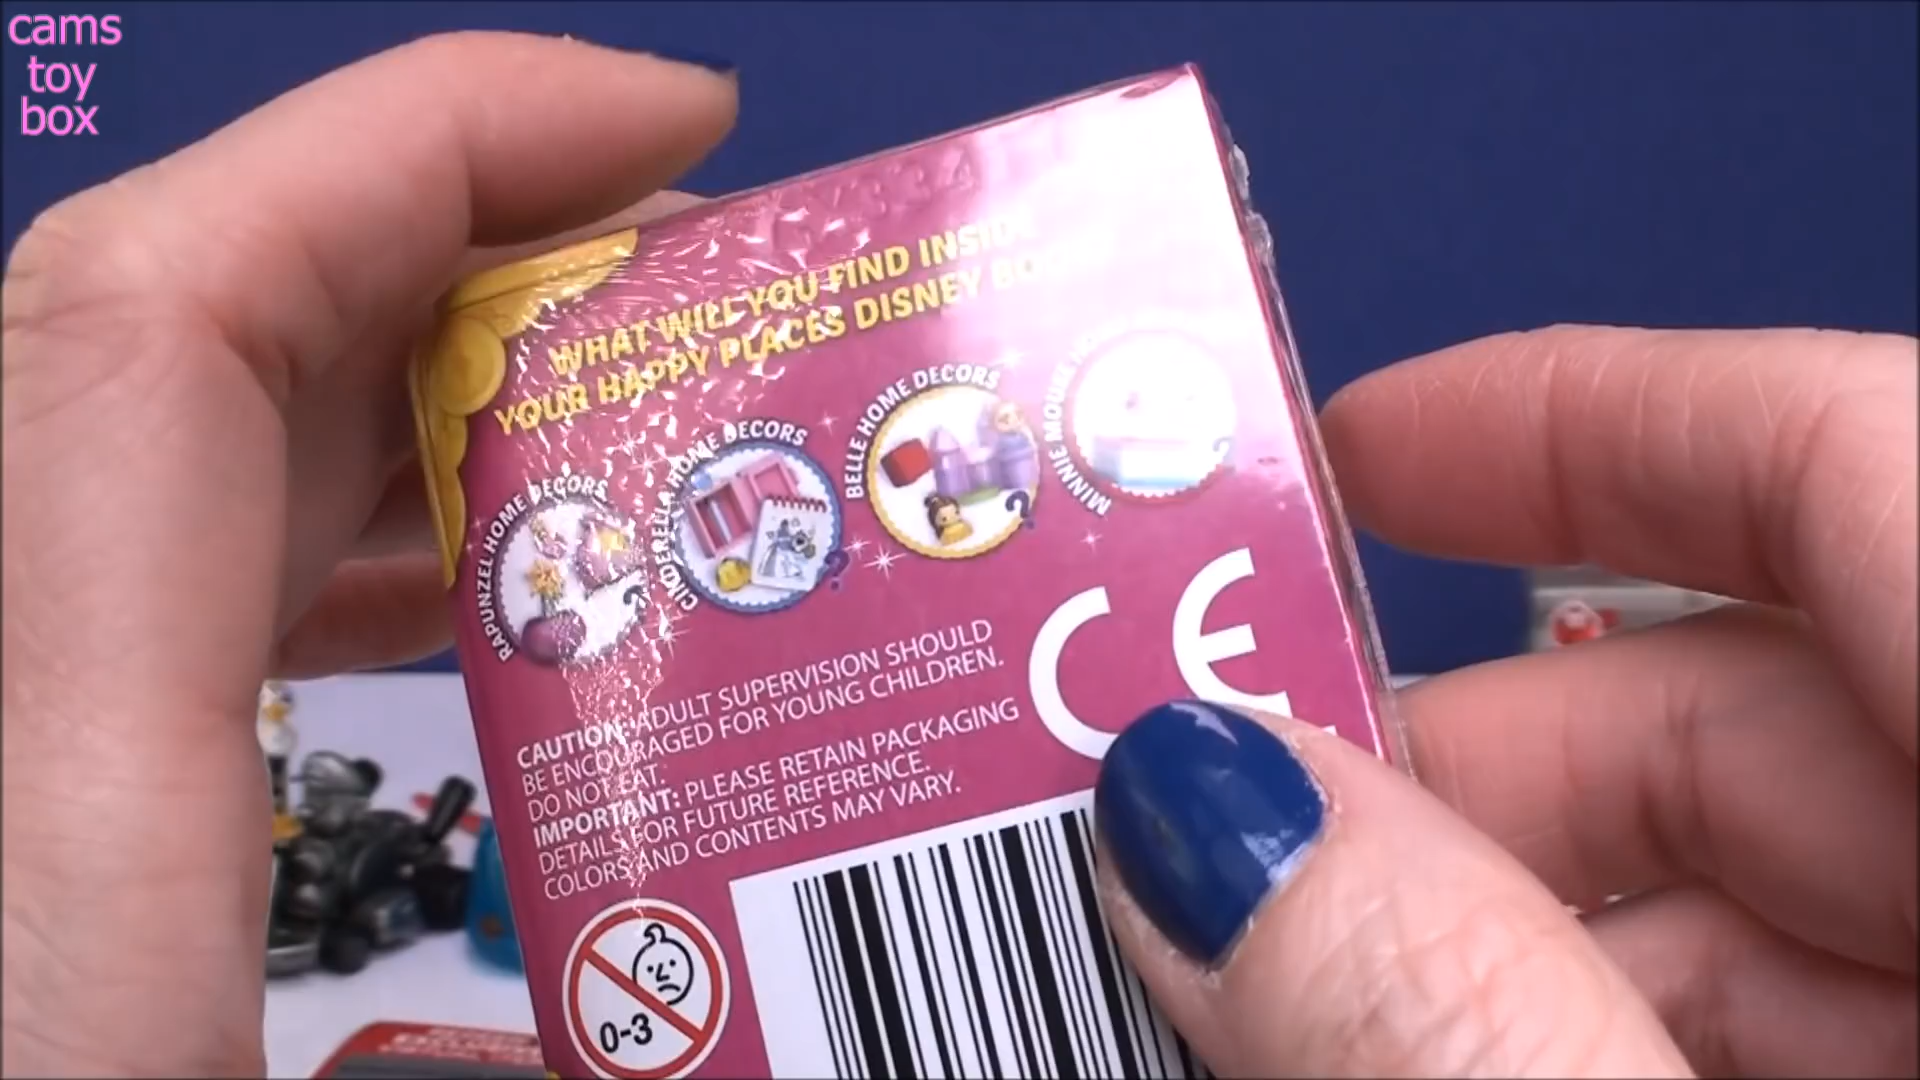 cams
toy
box
WHAT WILL YOU FIND INSIDE
YOUR HAPPY PLACES DISNEY
RAPUNZEL HOME DECORS
CINDERELLA HOME DECORS
BELLE HOME DECORS
MINNIE MOUSE
CE
CAUTION: ADULT SUPERVISION SHOULD
BE ENCOURAGED FOR YOUNG CHILDREN.
DO NOT EAT.
IMPORTANT: PLEASE RETAIN PACKAGING
DETAILS FOR FUTURE REFERENCE.
COLORS AND CONTENTS MAY VARY.
0-3